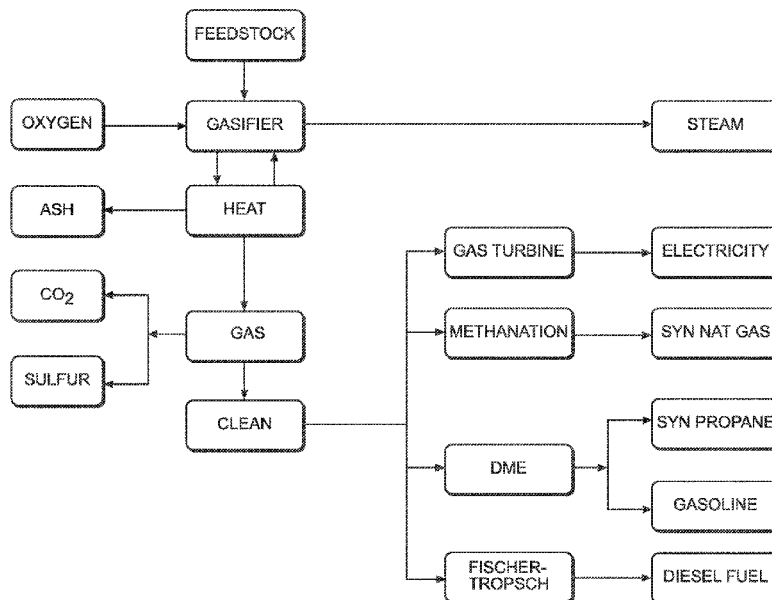 FEEDSTOCK
OXYGEN
GASIFIER
STEAM
ASH
HEAT
GAS TURBINE
ELECTRICITY
CO₂
GAS
METHANATION
SYN NAT GAS
SULFUR
CLEAN
SYN PROPANE
DME
GASOLINE
FISCHER-
TROPSCH
DIESEL FUEL